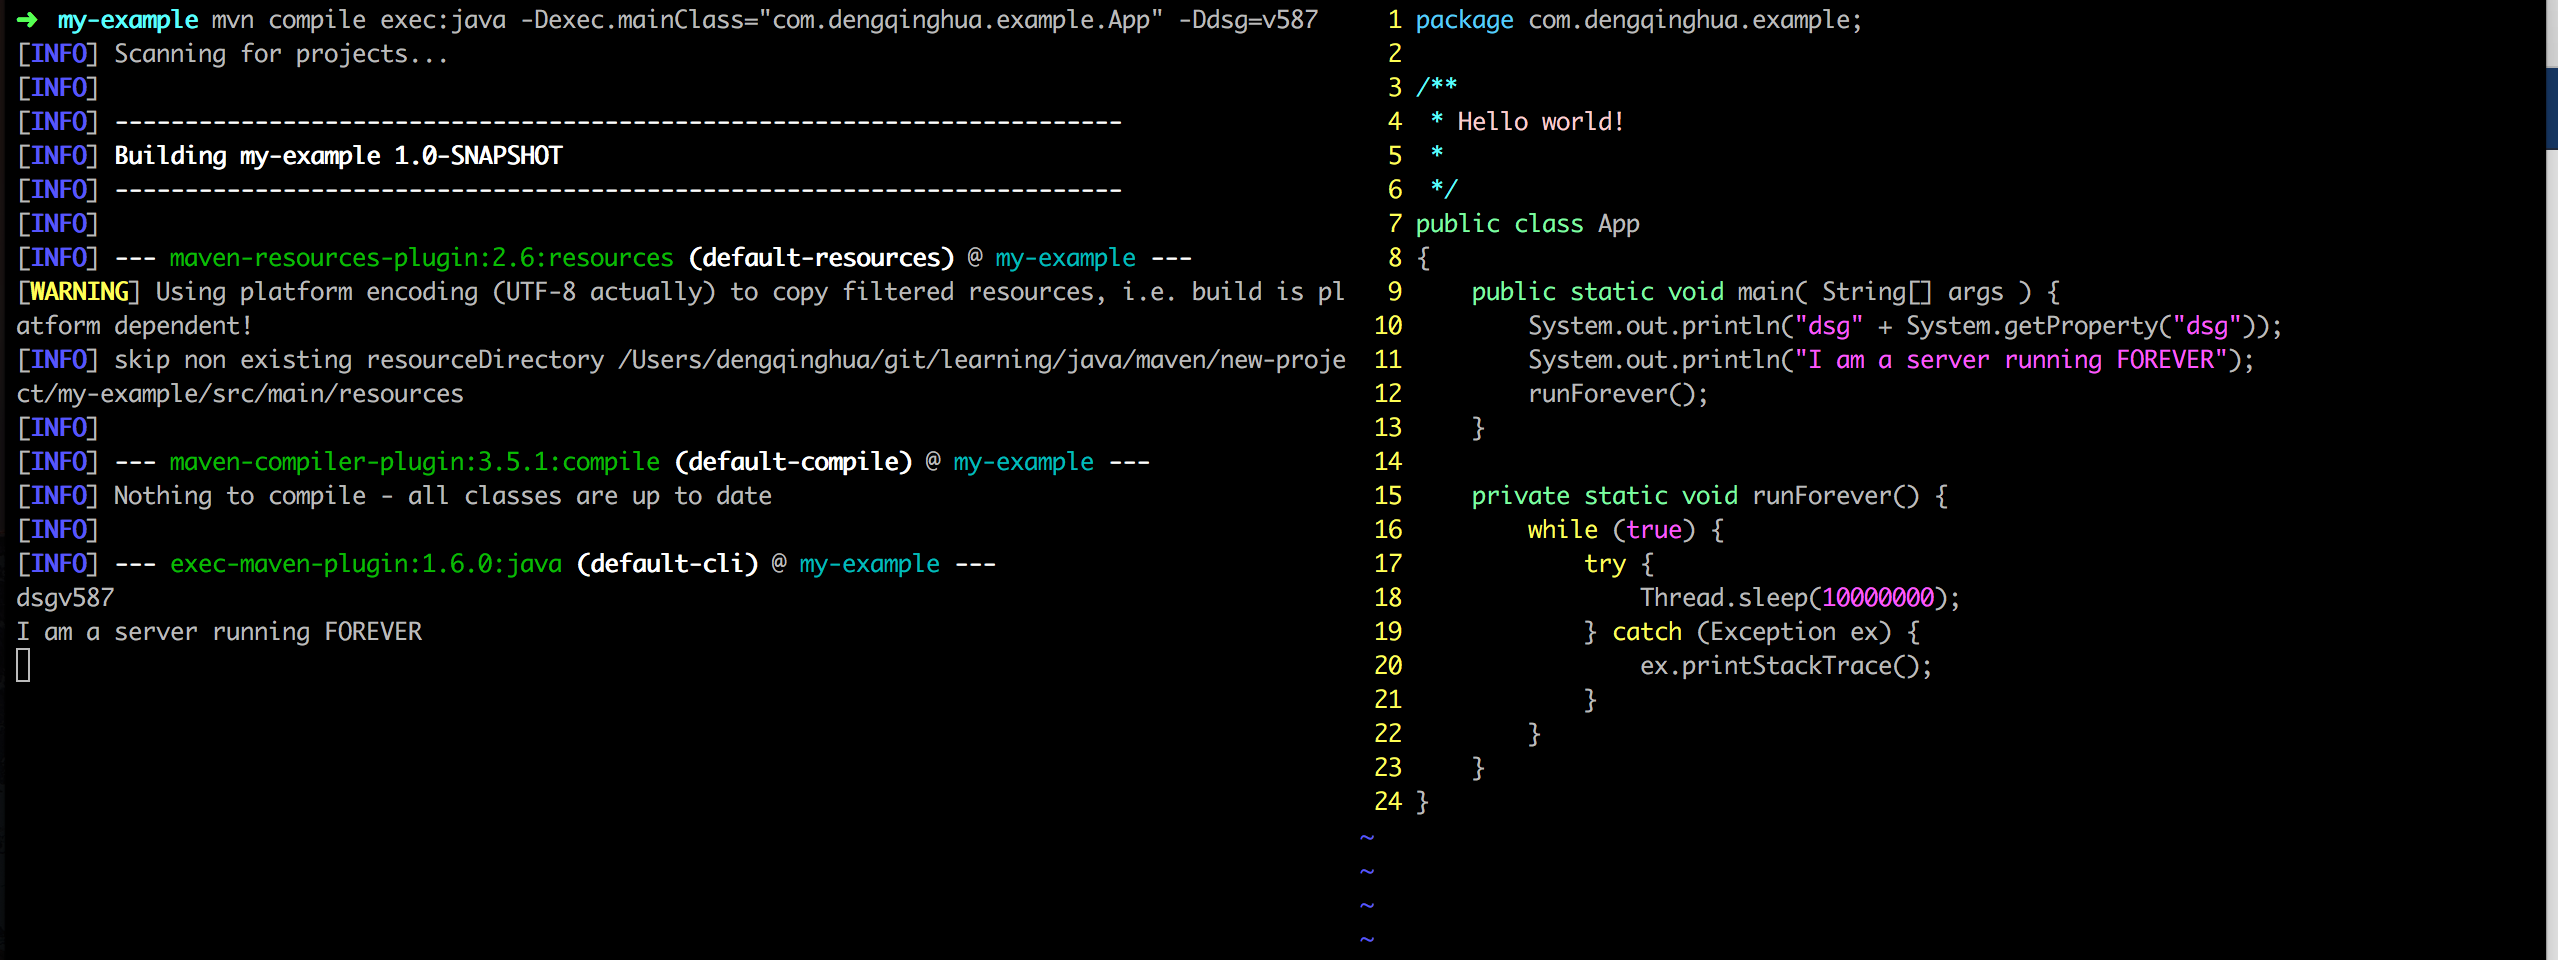 ➜  my-example mvn compile exec:java -Dexec.mainClass="com.dengqinghua.example.App" -Ddsg=v587
[INFO] Scanning for projects...
[INFO]
[INFO] ------------------------------------------------------------------------
[INFO] Building my-example 1.0-SNAPSHOT
[INFO] ------------------------------------------------------------------------
[INFO]
[INFO] --- maven-resources-plugin:2.6:resources (default-resources) @ my-example ---
[WARNING] Using platform encoding (UTF-8 actually) to copy filtered resources, i.e. build is pl
atform dependent!
[INFO] skip non existing resourceDirectory /Users/dengqinghua/git/learning/java/maven/new-proje
ct/my-example/src/main/resources
[INFO]
[INFO] --- maven-compiler-plugin:3.5.1:compile (default-compile) @ my-example ---
[INFO] Nothing to compile - all classes are up to date
[INFO]
[INFO] --- exec-maven-plugin:1.6.0:java (default-cli) @ my-example ---
dsgv587
I am a server running FOREVER
1 package com.dengqinghua.example;
2
3 /**
4  * Hello world!
5  *
6  */
7 public class App
8 {
9     public static void main( String[] args ) {
10         System.out.println("dsg" + System.getProperty("dsg"));
11         System.out.println("I am a server running FOREVER");
12         runForever();
13     }
14
15     private static void runForever() {
16         while (true) {
17             try {
18                 Thread.sleep(10000000);
19             } catch (Exception ex) {
20                 ex.printStackTrace();
21             }
22         }
23     }
24 }
~
~
~
~